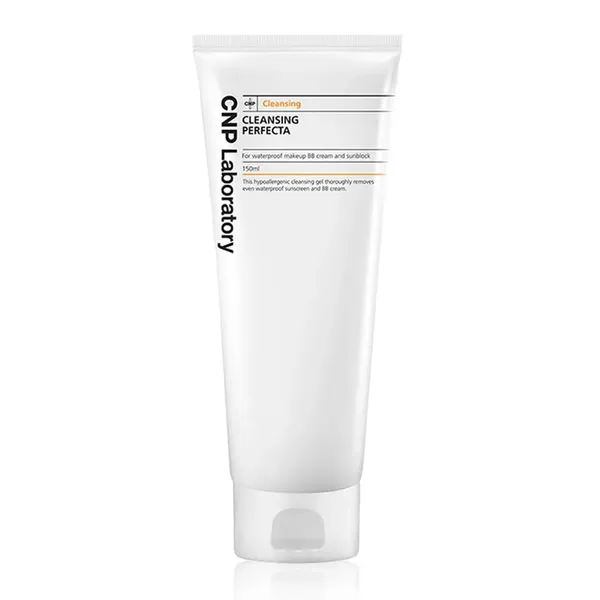 CNP Cleansing
CLEANSING
PERFECTA
For waterproof makeup BB cream and sunblock
150ml
This hypoallergenic cleansing gel thoroughly removes
even waterproof sunscreen and BB cream.
CNP Laboratory